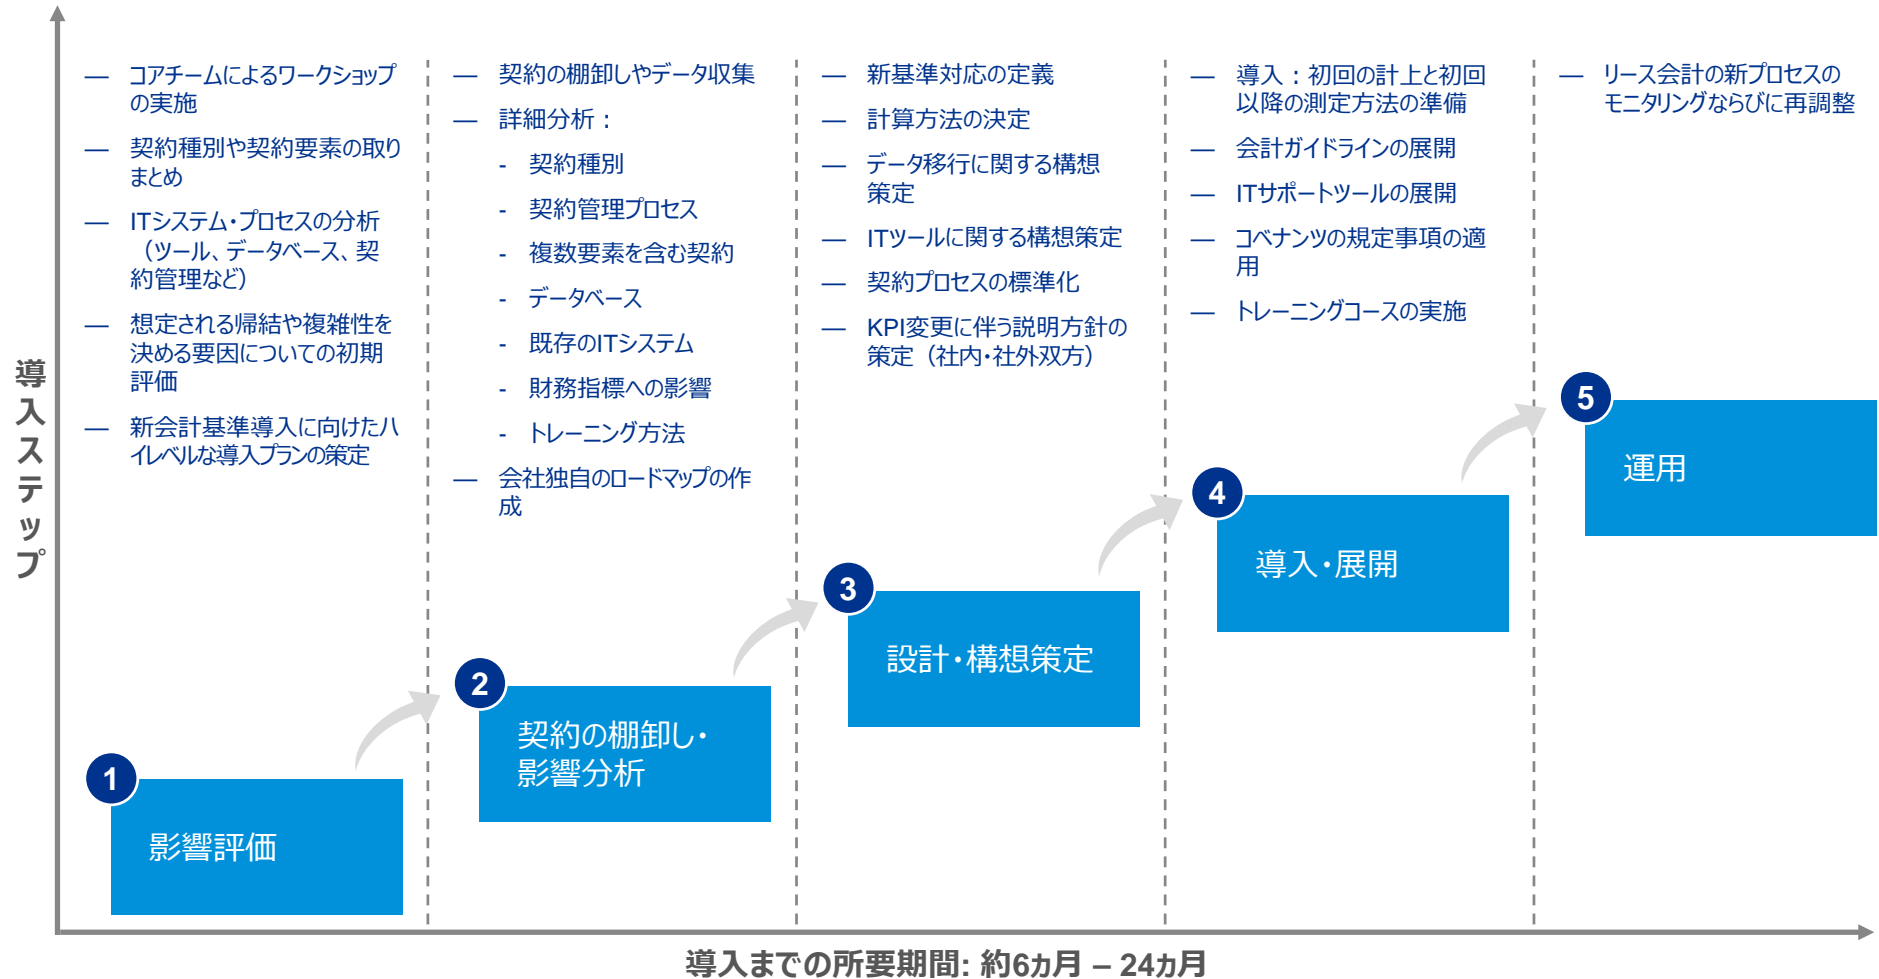 導入ステップ
— コアチームによるワークショップ
の実施
— 契約種別や契約要素の取り
まとめ
— ITシステム・プロセスの分析
（ツール、データベース、契
約管理など）
— 想定される帰結や複雑性を
決める要因についての初期
評価
— 新会計基準導入に向けたハ
イレベルな導入プランの策定
1
影響評価
— 契約の棚卸しやデータ収集
— 詳細分析：
- 契約種別
- 契約管理プロセス
- 複数要素を含む契約
- データベース
- 既存のITシステム
- 財務指標への影響
- トレーニング方法
— 会社独自のロードマップの作
成
2
契約の棚卸し・
影響分析
— 新基準対応の定義
— 計算方法の決定
— データ移行に関する構想
策定
— ITツールに関する構想策定
— 契約プロセスの標準化
— KPI変更に伴う説明方針の
策定（社内・社外双方）
3
設計・構想策定
— 導入：初回の計上と初回
以降の測定方法の準備
— 会計ガイドラインの展開
— ITサポートツールの展開
— コベナンツの規定事項の適
用
— トレーニングコースの実施
4
導入・展開
— リース会計の新プロセスの
モニタリングならびに再調整
5
運用
導入までの所要期間: 約6ヵ月 – 24ヵ月